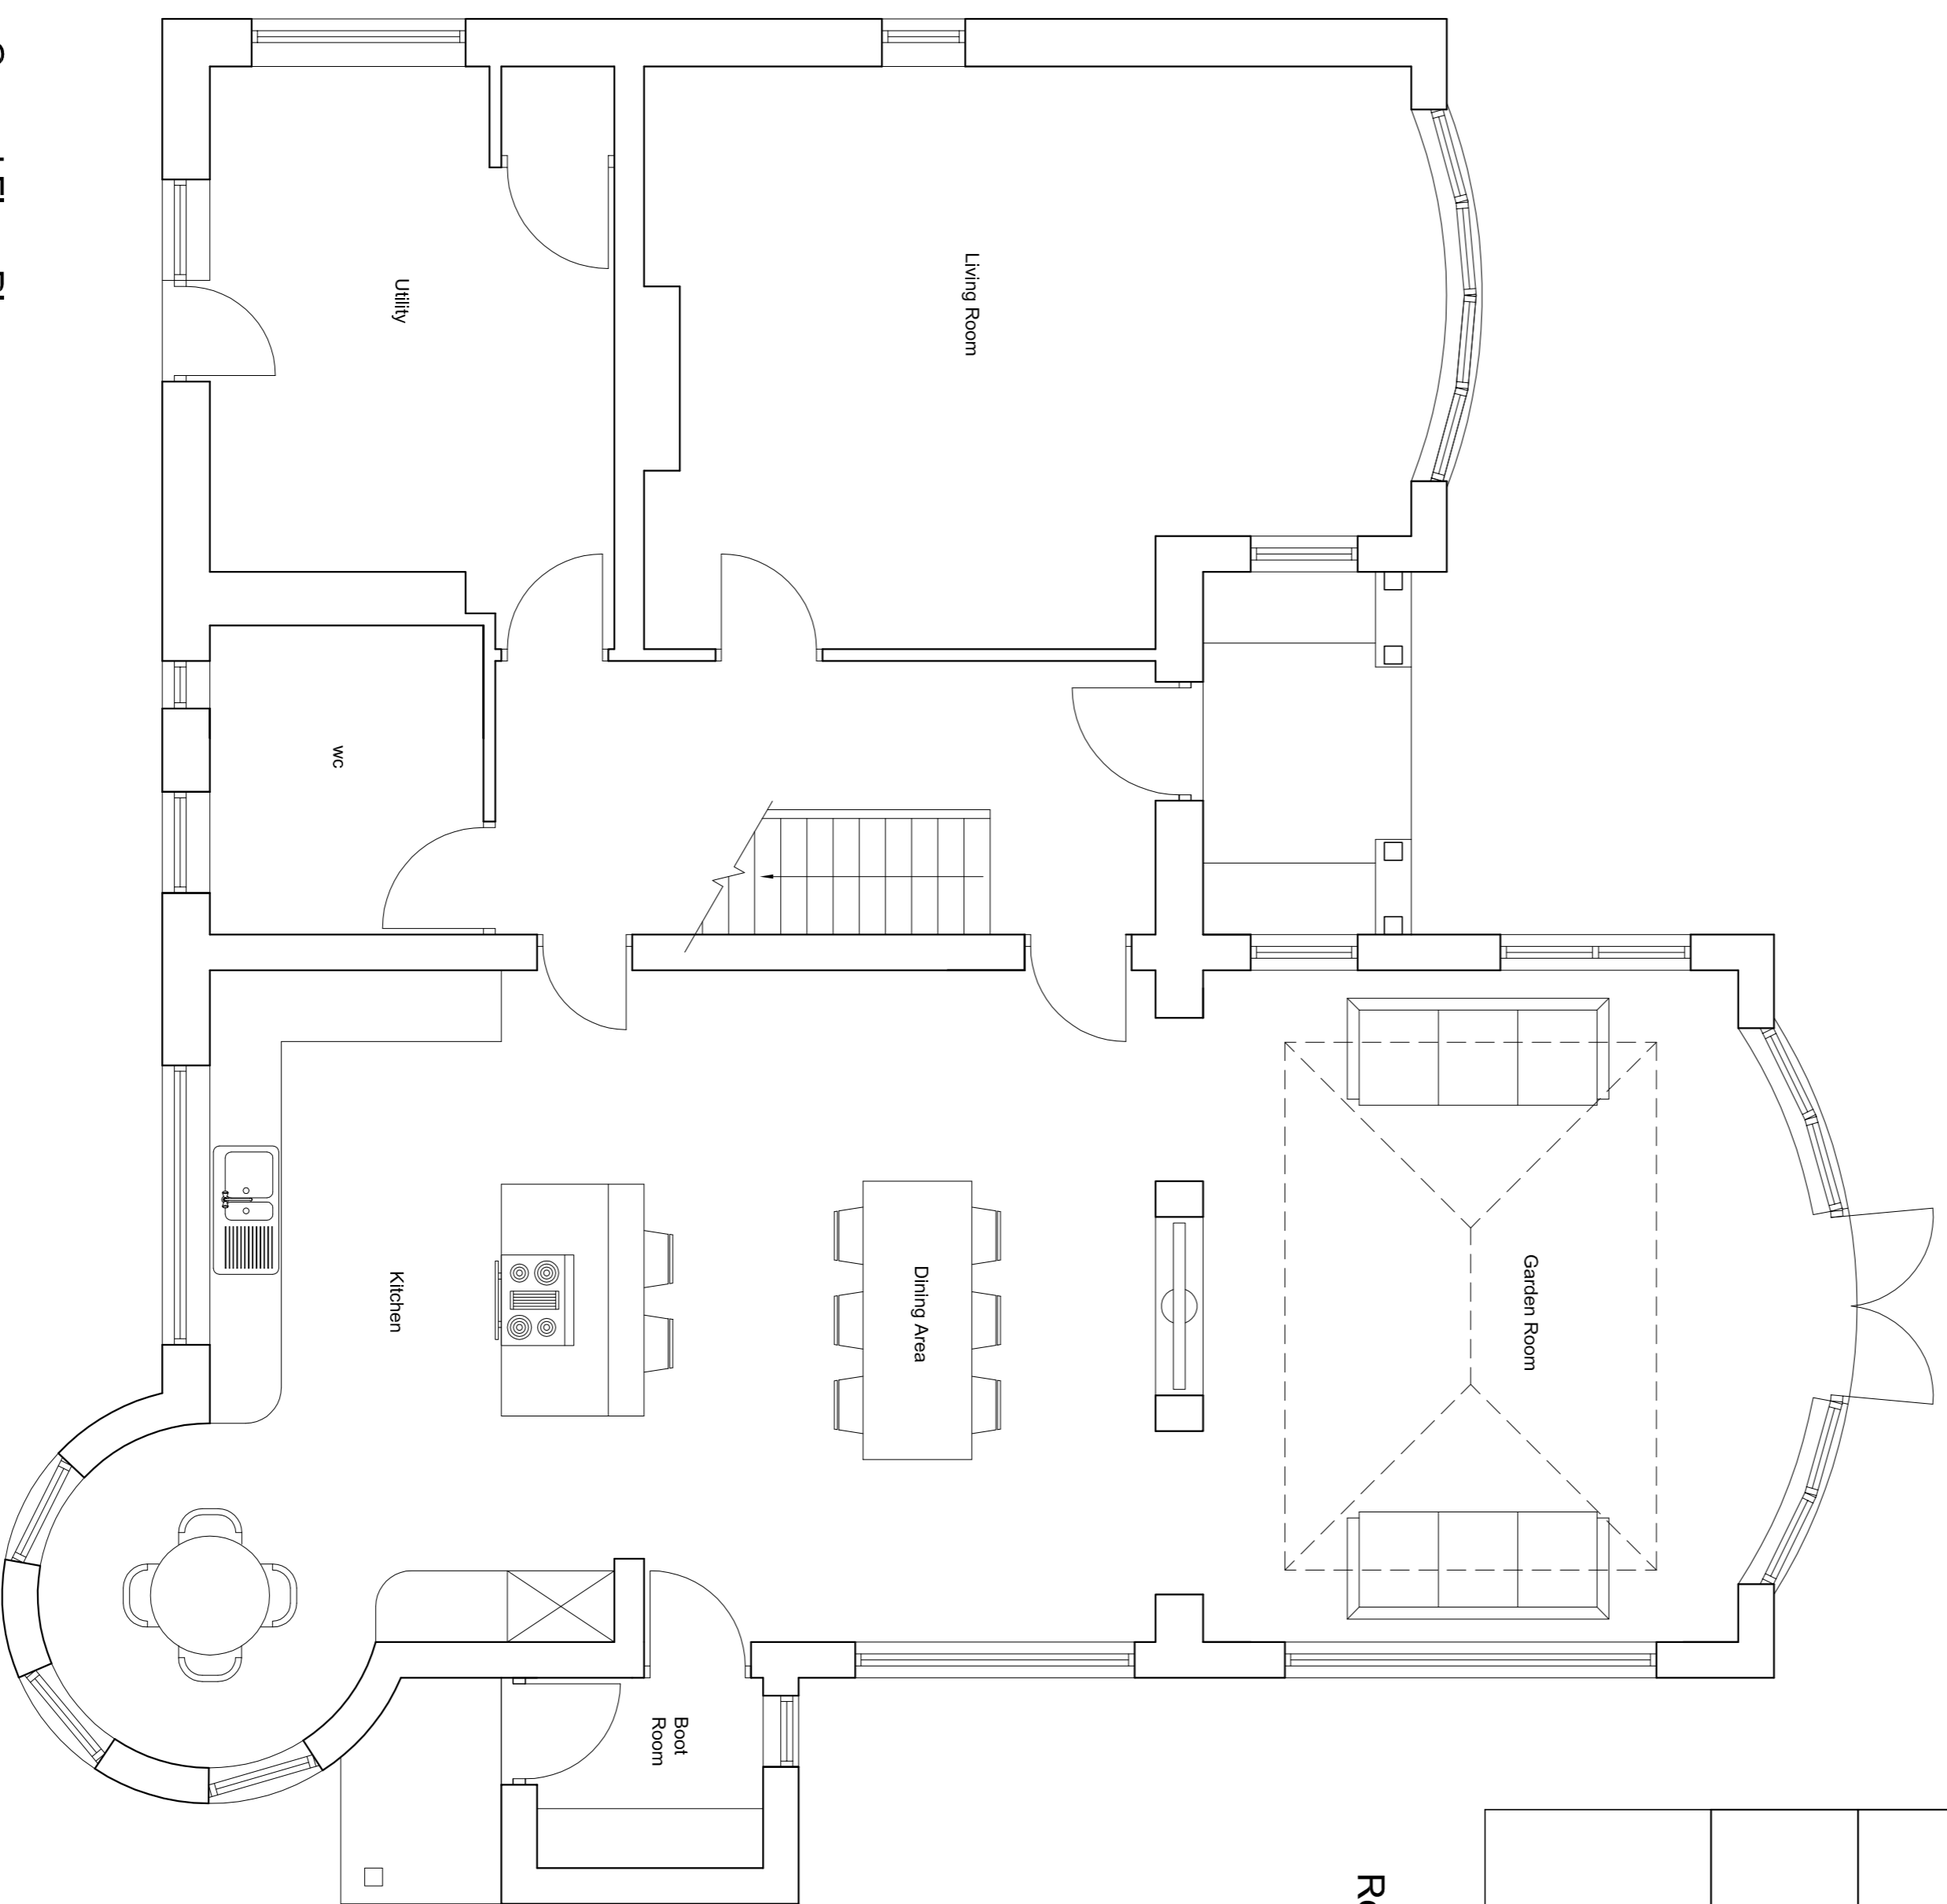 Living Room
Utility
wc
Garden Room
Dining Area
Kitchen
Boot
Room